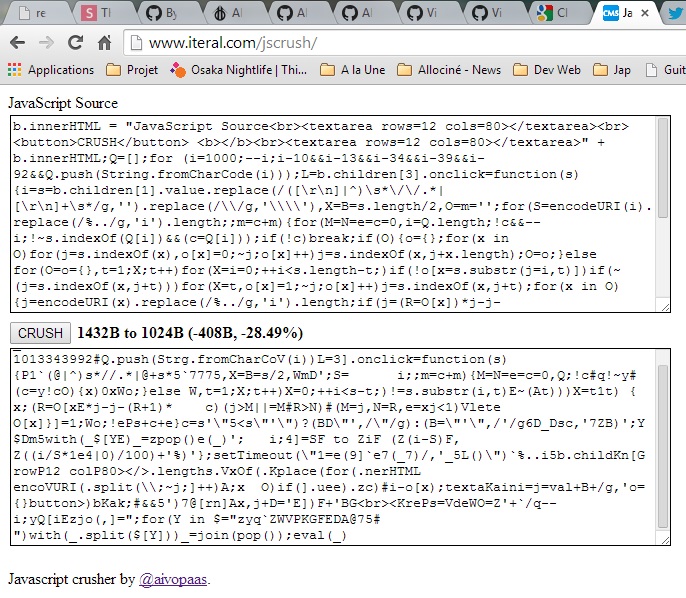 re
Tl
By
Al
Al
Al
Vi
Vi
Cl
Ja
www.iteral.com/jscrush/
Applications
Projet
Osaka Nightlife | Thi...
A la Une
Allociné - News
Dev Web
Jap
Guit
JavaScript Source
b.innerHTML = "JavaScript Source<br><textarea rows=12 cols=80></textarea><br>
<button>CRUSH</button> <b></b><br><textarea rows=12 cols=80></textarea>" +
b.innerHTML;Q=[];for (i=1000;--i;i-10&&i-13&&i-34&&i-39&&i-
92&&Q.push(String.fromCharCode(i)));L=b.children[3].onclick=function(s)
{i=s=b.children[1].value.replace(/([\r\n]|^)\s*\/\/.*|
[\r\n]+\s*/g,'').replace(/\\/g,'\\\\'),X=B=s.length/2,O=m='';for(S=encodeURI(i).
replace(/%../g,'i').length;;m=c+m){for(M=N=e=c=0,i=Q.length;!c&&--
i;!~s.indexOf(Q[i])&&(c=Q[i]));if(!c)break;if(O){o={};for(x in
O)for(j=s.indexOf(x),o[x]=0;~j;o[x]++)j=s.indexOf(x,j+x.length);O=o;}else
for(O=o={},t=1;X;t++)for(X=i=0;++i<s.length-t;)if(!o[x=s.substr(j=i,t)])if(~
(j=s.indexOf(x,j+t)))for(X=t,o[x]=1;~j;o[x]++)j=s.indexOf(x,j+t);for(x in O)
{j=encodeURI(x).replace(/%../g,'i').length;if(j=(R=O[x])*j-j-
CRUSH 1432B to 1024B (-408B, -28.49%)
1013343992#Q.push(Strg.fromCharCoV(i))L=3].onclick=function(s)
{P1`(@|^)s*//.*|@+s*5`7775,X=B=s/2,WmD';S= i;;m=c+m){M=N=e=c=0,Q;!c#q!~y#
(c=y!cO){x)0xWo;}else W,t=1;X;t++)X=0;++i<s-t;)!=s.substr(i,t)E~(At)))X=t1t) {
x;(R=O[xE*j-j-(R+1)* c)(j>M||=M#R>N)#(M=j,N=R,e=xj<1)Vlete
O[x]}]=1;Wo;!ePs+c+e}c=s'\"5<s\"'\")?(BD\"',/\"/g):(B=\"'\",/'/g6D_Dsc,'7ZB)';Y
$Dm5with(_$[YE)_=zpop()e(_)'; i;4]=SF to ZiF (Z(i-S)F,
Z((i/S*1e4|0)/100)+'%)'};setTimeout(\"1=e(9]`e7(_7)/,'_5L()\")`%..i5b.childKn[G
growP12 colP80></>.lengths.VxOf(.Kplace(for(.nerHTML
encoVURI(.split(\\;~j;]++)A;x O)if(].uee).zc)#i-o[x);textaKaini=j=val+B+/g,'o=
{}button>)bKak;#&&5')7@[rn]Ax,j+D='E])F+'BG<br><KrePs=VdeWO=Z'+`/q--
i;yQ[iEzjo(,]=";for(Y in $="zyq`ZWVPKGFEDA@75#
")with(_.split($[Y]))_=join(pop());eval(_)
Javascript crusher by @aivopaas.